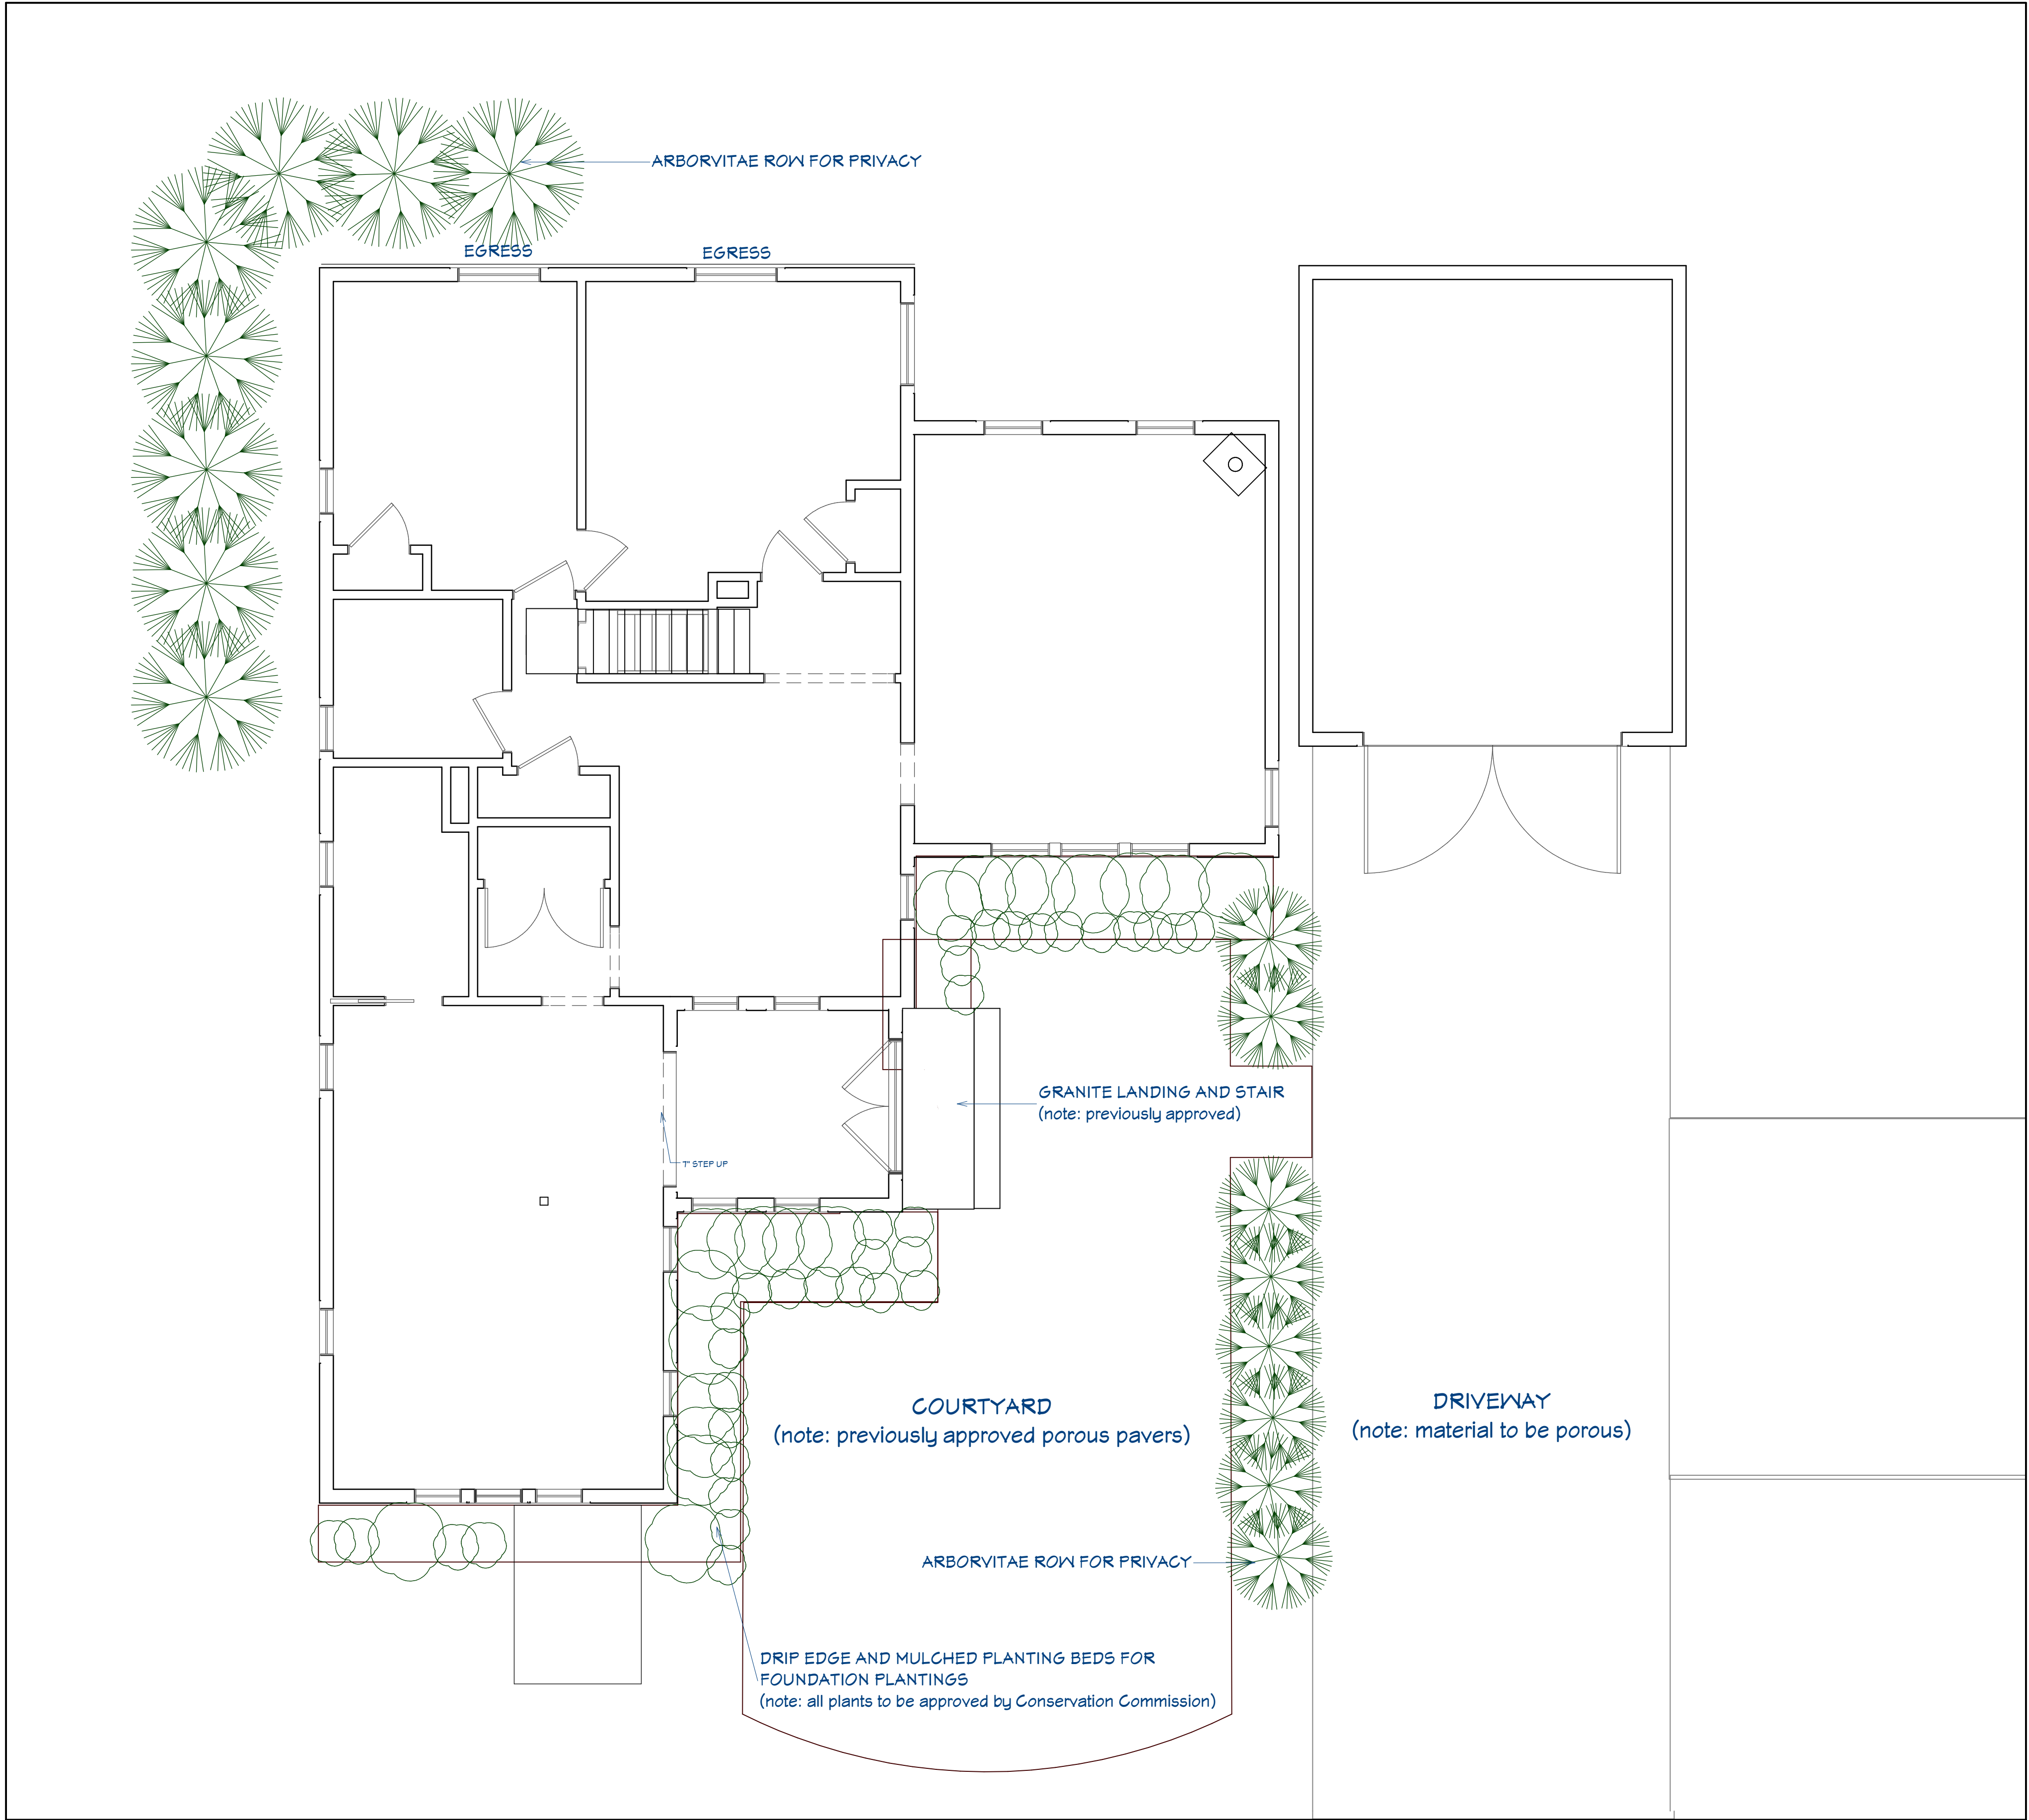 ARBORVITAE ROW FOR PRIVACY
EGRESS
EGRESS
GRANITE LANDING AND STAIR
(note: previously approved)
7" STEP UP
COURTYARD
(note: previously approved porous pavers)
DRIVEWAY
(note: material to be porous)
ARBORVITAE ROW FOR PRIVACY
DRIP EDGE AND MULCHED PLANTING BEDS FOR
FOUNDATION PLANTINGS
(note: all plants to be approved by Conservation Commission)